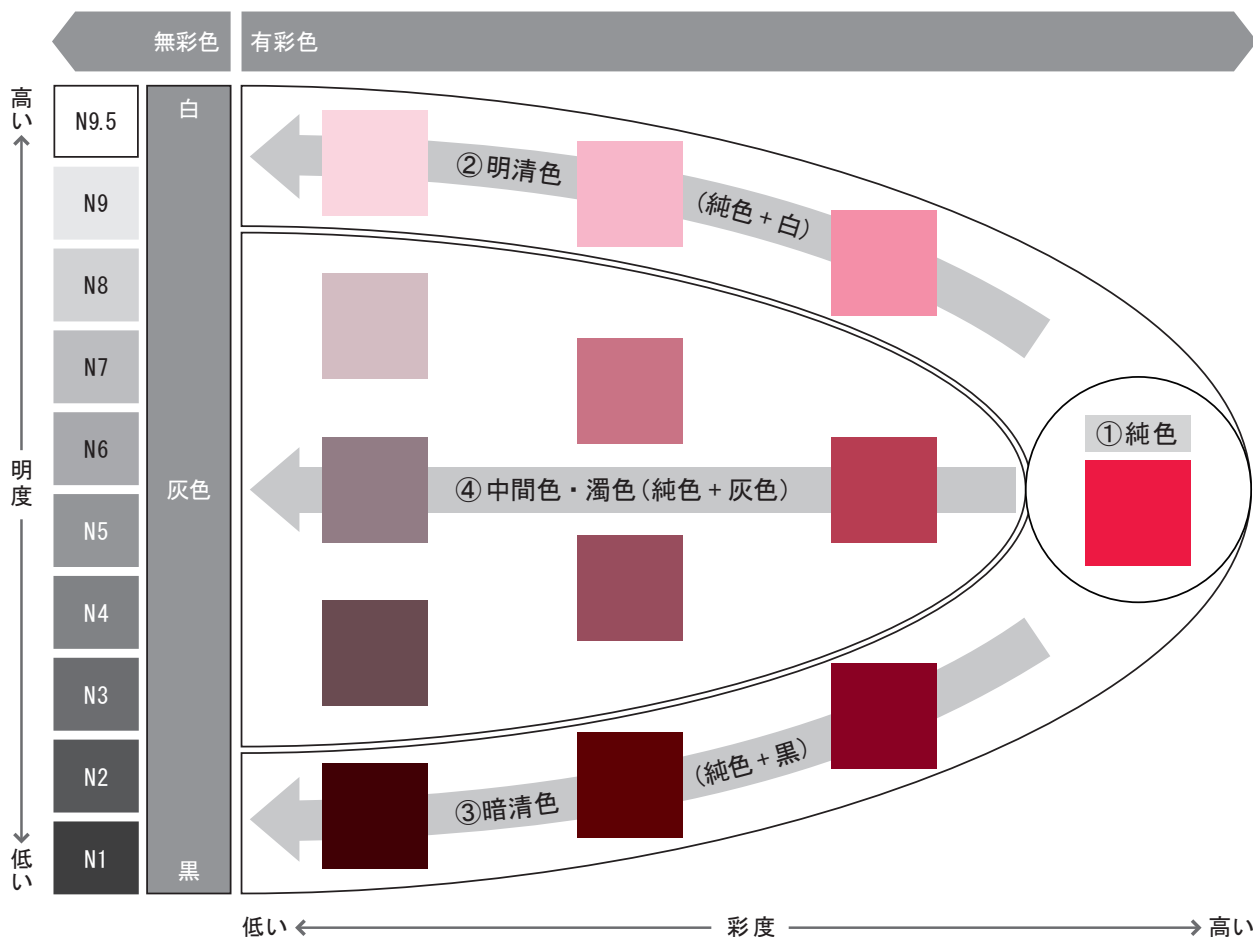 無彩色
有彩色
高い
明度
低い
N9.5
N9
N8
N7
N6
N5
N4
N3
N2
N1
白
灰色
黒
②明清色
(純色+白)
①純色
④中間色・濁色(純色+灰色)
③暗清色
(純色+黒)
低い
彩度
高い